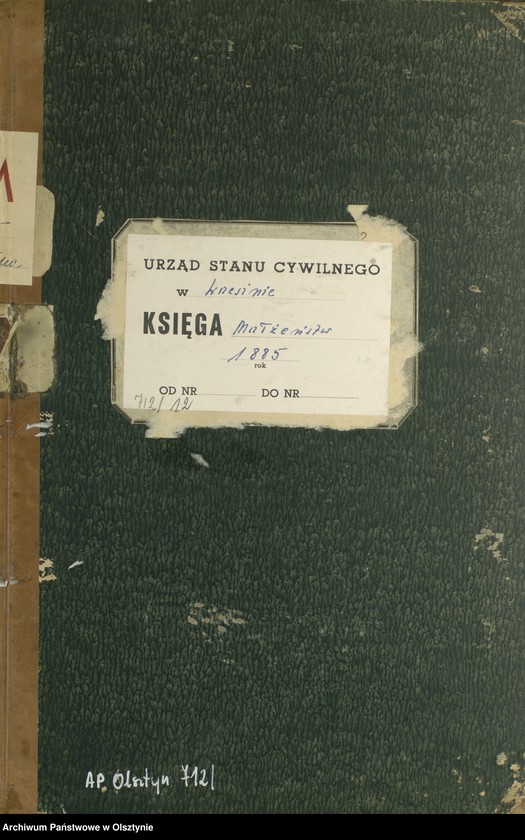 URZĄD STANU CYWILNEGO
w
KSIĘGA Małżeństw
1885
rok
OD NR DO NR
712/12
AP. Olsztyn 712/
Archiwum Państwowe w Olsztynie